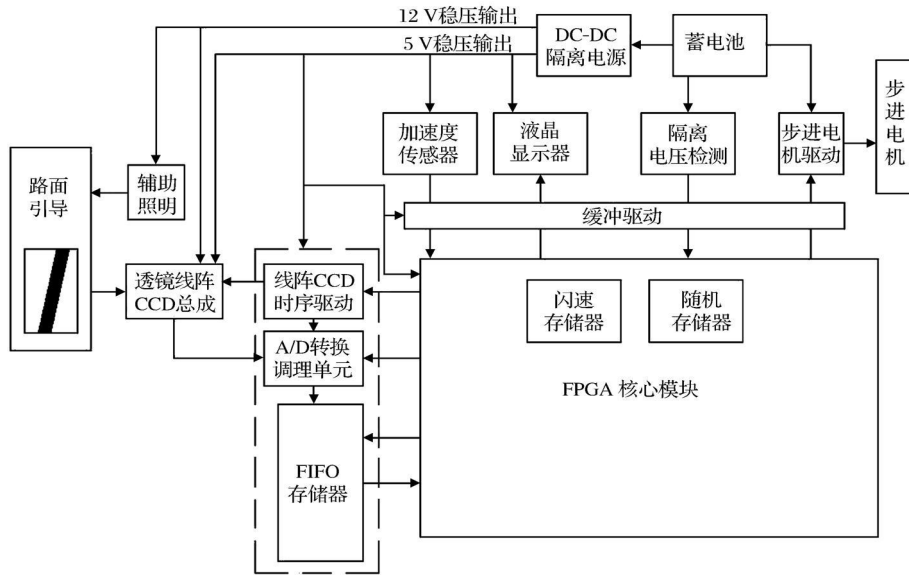 12 V稳压输出
5 V稳压输出
DC-DC
隔离电源
蓄电池
步
进
电
机
加速度
传感器
液晶
显示器
隔离
电压检测
步进电
机驱动
路面
引导
辅助
照明
缓冲驱动
透镜线阵
CCD总成
线阵CCD
时序驱动
闪速
存储器
随机
存储器
A/D转换
调理单元
FPGA 核心模块
FIFO
存储器